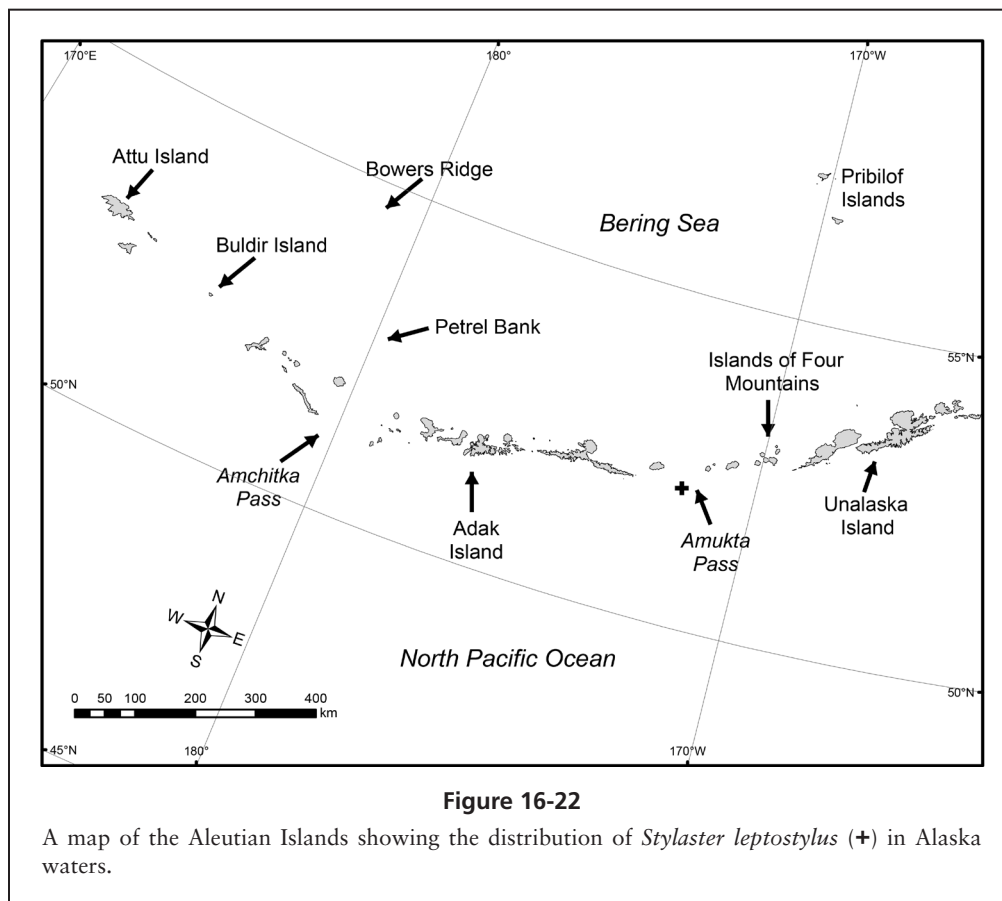 170°E
180°
170°W
Attu Island
Bowers Ridge
Pribilof
Islands
Bering Sea
Buldir Island
Petrel Bank
Islands of Four
Mountains
55°N
50°N
Amchitka
Pass
Adak
Island
Amukta
Pass
Unalaska
Island
N
W
E
S
North Pacific Ocean
50°N
0 50 100 200 300 400
km
45°N
180°
170°W
Figure 16-22
A map of the Aleutian Islands showing the distribution of Stylaster leptostylus (+) in Alaska
waters.